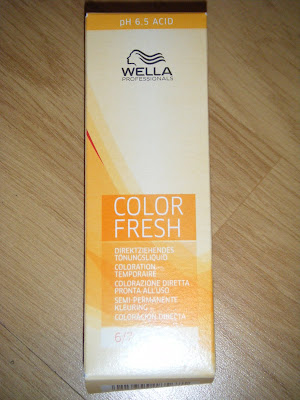 pH 6.5 ACID
WELLA
PROFESSIONALS
COLOR
FRESH
DIREKTZIEHENDES
TÖNUNGSLIQUID
COLORATION
TEMPORAIRE
COLORAZIONE DIRETTA
PRONTA ALL'USO
SEMI-PERMANENTE
KLEURING
COLORACIÓN DIRECTA